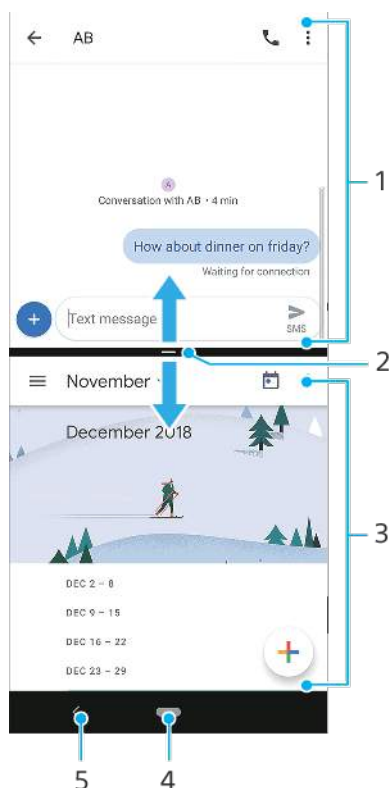 AB
A
Conversation with AB • 4 min
How about dinner on friday?
Waiting for connection
Text message
SMS
1
2
November
December 2018
3
DEC 2 – 8
DEC 9 – 15
DEC 16 – 22
DEC 23 – 29
5 4